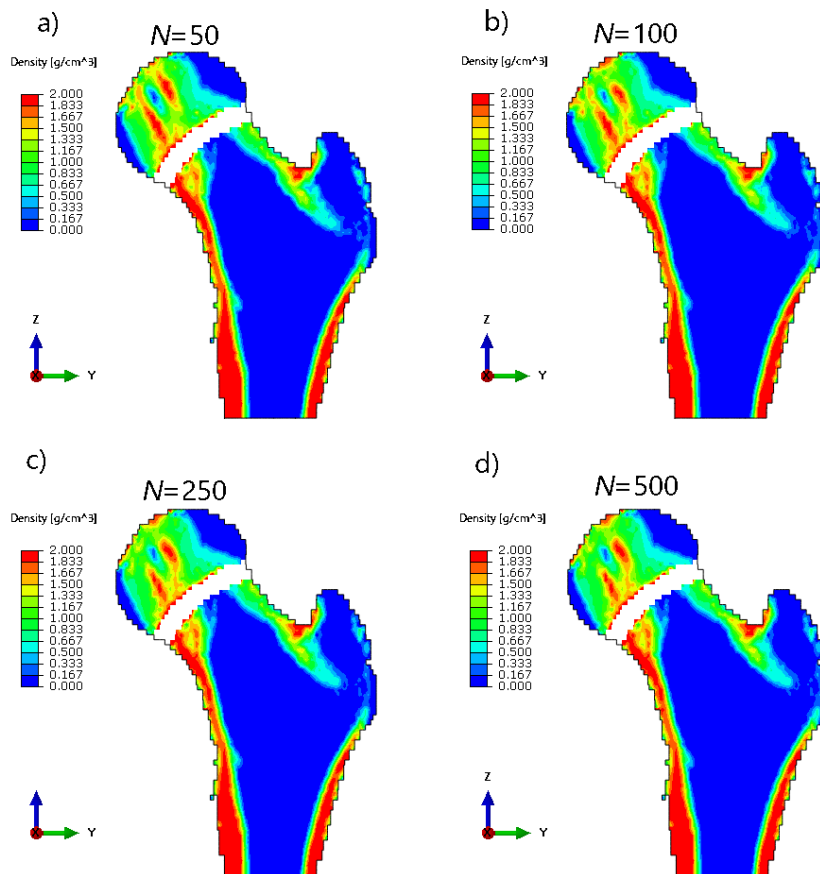 a)
N=50
Density [g/cm^3]
2.000
1.833
1.667
1.500
1.333
1.167
1.000
0.833
0.667
0.500
0.333
0.167
0.000
Z
X
Y
b)
N=100
Density [g/cm^3]
2.000
1.833
1.667
1.500
1.333
1.167
1.000
0.833
0.667
0.500
0.333
0.167
0.000
Z
X
Y
c)
N=250
Density [g/cm^3]
2.000
1.833
1.667
1.500
1.333
1.167
1.000
0.833
0.667
0.500
0.333
0.167
0.000
X
Y
d)
N=500
Density [g/cm^3]
2.000
1.833
1.667
1.500
1.333
1.167
1.000
0.833
0.667
0.500
0.333
0.167
0.000
Z
X
Y